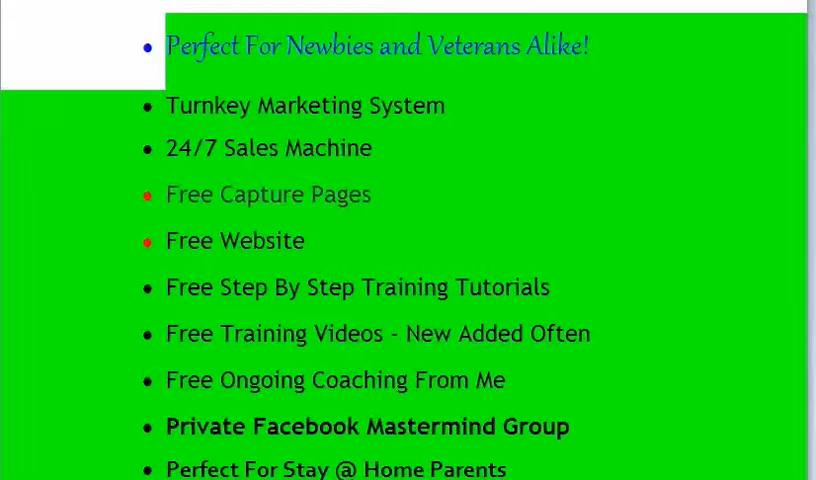 Perfect For Newbies and Veterans Alike!
Turnkey Marketing System
24/7 Sales Machine
Free Capture Pages
Free Website
Free Step By Step Training Tutorials
Free Training Videos - New Added Often
Free Ongoing Coaching From Me
Private Facebook Mastermind Group
Perfect For Stay @ Home Parents